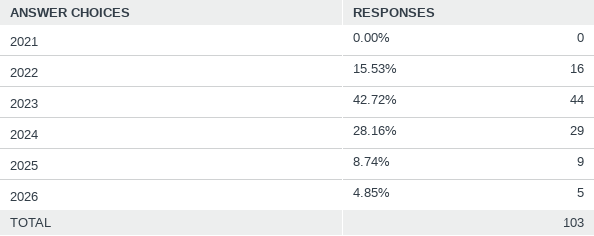 ANSWER CHOICES RESPONSES
2021 0.00% 0
2022 15.53% 16
2023 42.72% 44
2024 28.16% 29
2025 8.74% 9
2026 4.85% 5
TOTAL 103